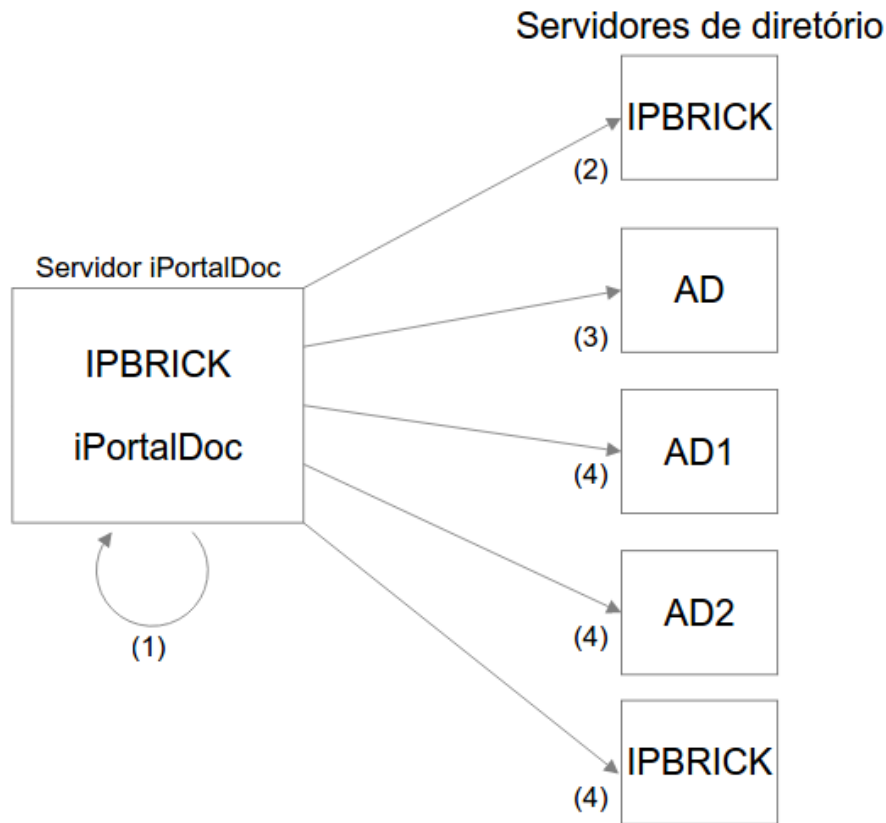 Servidores de diretório
IPBRICK
(2)
Servidor iPortalDoc
AD
(3)
IPBRICK
iPortalDoc
AD1
(4)
AD2
(4)
(1)
IPBRICK
(4)